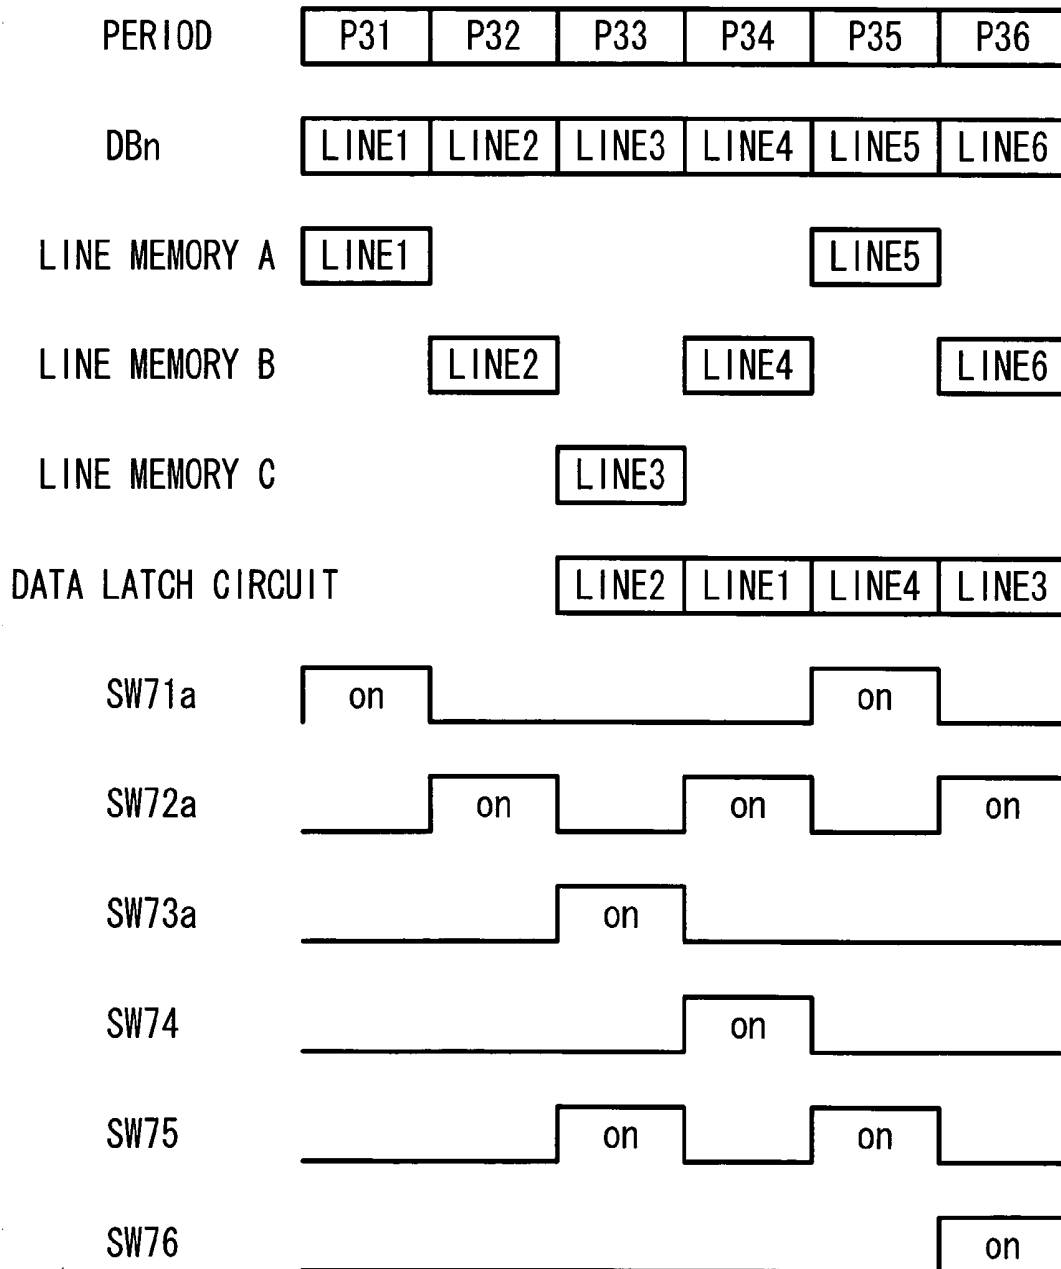 PERIOD P31 P32 P33 P34 P35 P36
DBn LINE1 LINE2 LINE3 LINE4 LINE5 LINE6
LINE MEMORY A LINE1 LINE5
LINE MEMORY B LINE2 LINE4 LINE6
LINE MEMORY C LINE3
DATA LATCH CIRCUIT LINE2 LINE1 LINE4 LINE3
SW71a on on
SW72a on on on
SW73a on
SW74 on
SW75 on on
SW76 on